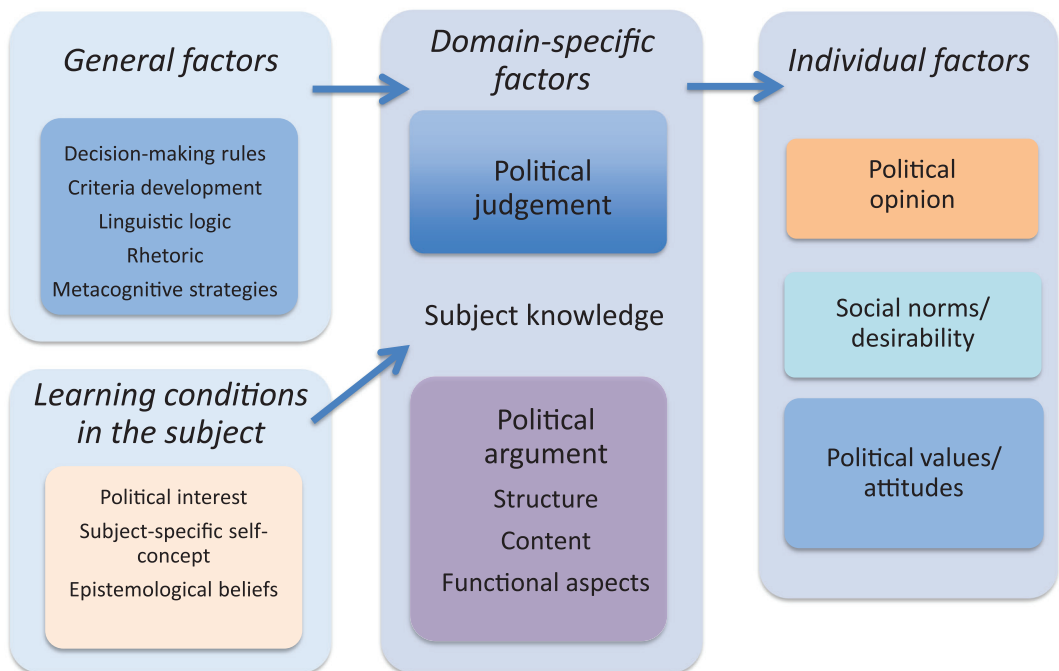 General factors
Decision-making rules
Criteria development
Linguistic logic
Rhetoric
Metacognitive strategies
Learning conditions
in the subject
Political interest
Subject-specific self-
concept
Epistemological beliefs
Domain-specific
factors
Political
judgement
Subject knowledge
Political
argument
Structure
Content
Functional aspects
Individual factors
Political
opinion
Social norms/
desirability
Political values/
attitudes